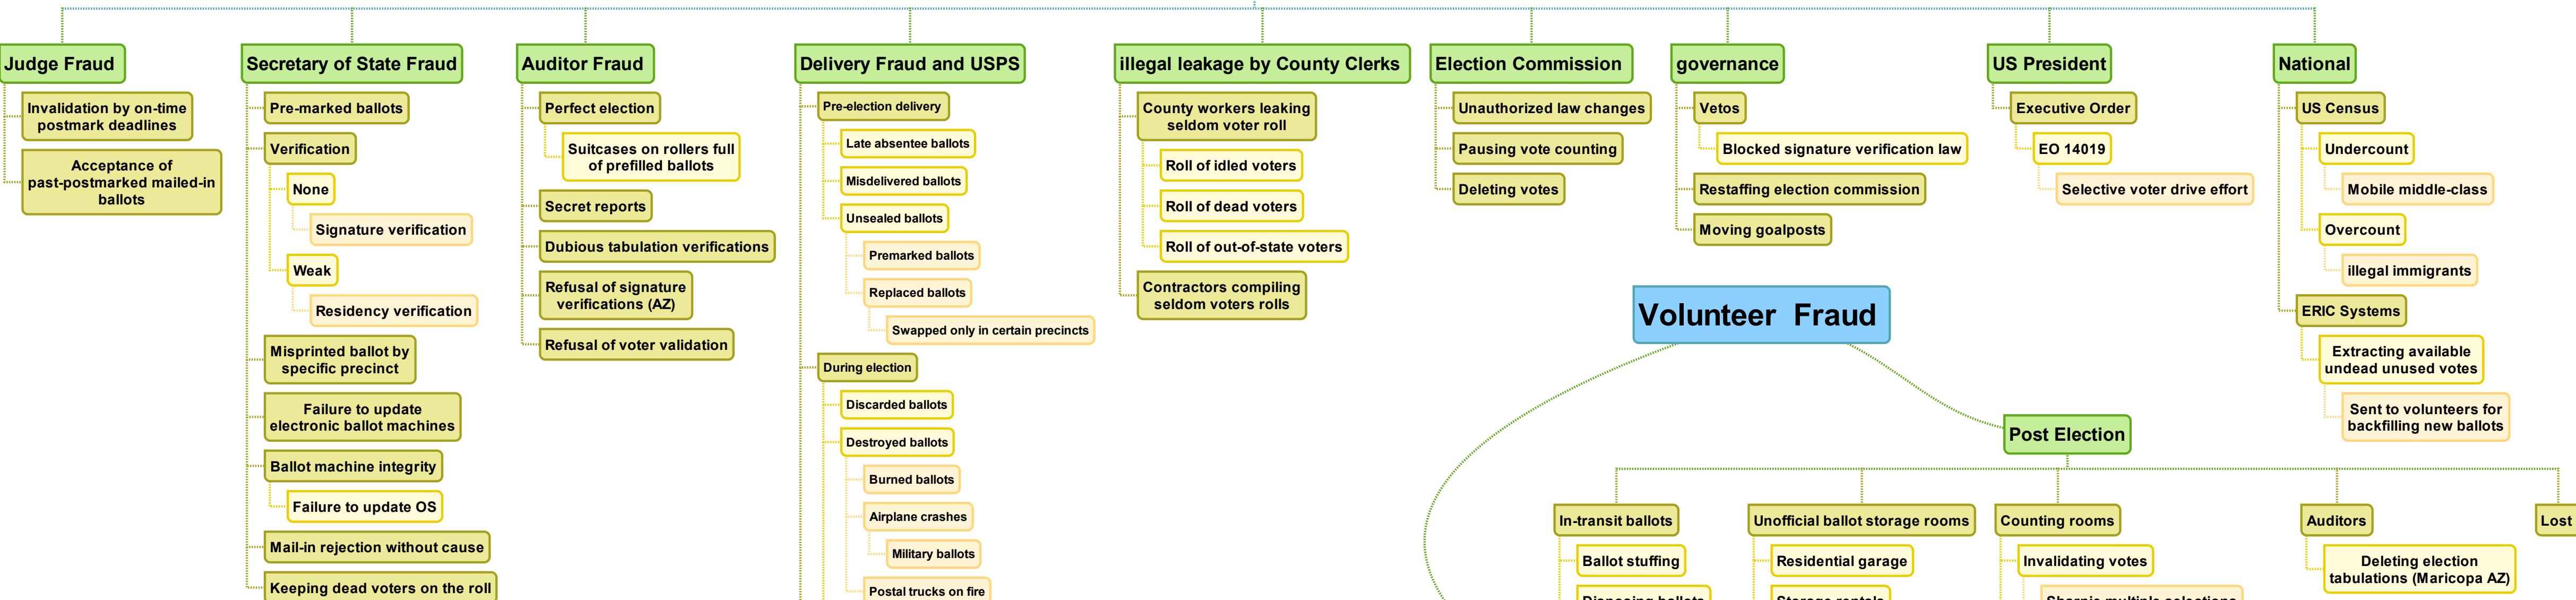 Judge Fraud
Invalidation by on-time
postmark deadlines
Acceptance of
past-postmarked mailed-in
ballots
Secretary of State Fraud
Pre-marked ballots
Verification
None
Signature verification
Weak
Residency verification
Misprinted ballot by
specific precinct
Failure to update
electronic ballot machines
Ballot machine integrity
Failure to update OS
Mail-in rejection without cause
Keeping dead voters on the roll
Auditor Fraud
Perfect election
Suitcases on rollers full
of prefilled ballots
Secret reports
Dubious tabulation verifications
Refusal of signature
verifications (AZ)
Refusal of voter validation
Delivery Fraud and USPS
Pre-election delivery
Late absentee ballots
Misdelivered ballots
Unsealed ballots
Premarked ballots
Replaced ballots
Swapped only in certain precincts
During election
Discarded ballots
Destroyed ballots
Burned ballots
Airplane crashes
Military ballots
Postal trucks on fire
illegal leakage by County Clerks
County workers leaking
seldom voter roll
Roll of idled voters
Roll of dead voters
Roll of out-of-state voters
Contractors compiling
seldom voters rolls
Election Commission
Unauthorized law changes
Pausing vote counting
Deleting votes
governance
Vetos
Blocked signature verification law
Restaffing election commission
Moving goalposts
US President
Executive Order
EO 14019
Selective voter drive effort
National
US Census
Undercount
Mobile middle-class
Overcount
illegal immigrants
ERIC Systems
Extracting available
undead unused votes
Sent to volunteers for
backfilling new ballots
Volunteer Fraud
Post Election
In-transit ballots
Ballot stuffing
Disposing ballots
Unofficial ballot storage rooms
Residential garage
Storage rentals
Counting rooms
Invalidating votes
Sharpie multiple selections
Auditors
Deleting election
tabulations (Maricopa AZ)
Lost